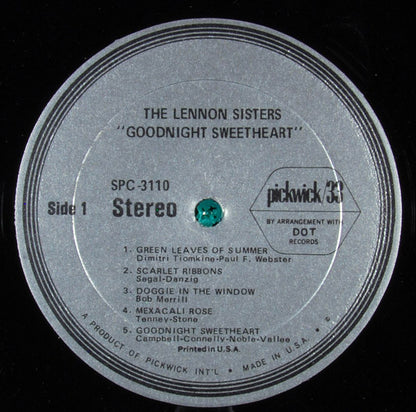 THE LENNON SISTERS
"GOODNIGHT SWEETHEART"
SPC-3110
Side 1 Stereo
pickwick/33
BY ARRANGEMENT WITH
DOT
RECORDS
1. GREEN LEAVES OF SUMMER
Dimitri Tiomkine-Paul F. Webster
2. SCARLET RIBBONS
Segal-Danzig
3. DOGGIE IN THE WINDOW
Bob Merrill
4. MEXACALI ROSE
Tenney-Stone
5. GOODNIGHT SWEETHEART
Campbell-Connelly-Noble-Vallee
Printed in U.S.A.
A PRODUCT OF PICKWICK INT'L • MADE IN U.S.A.